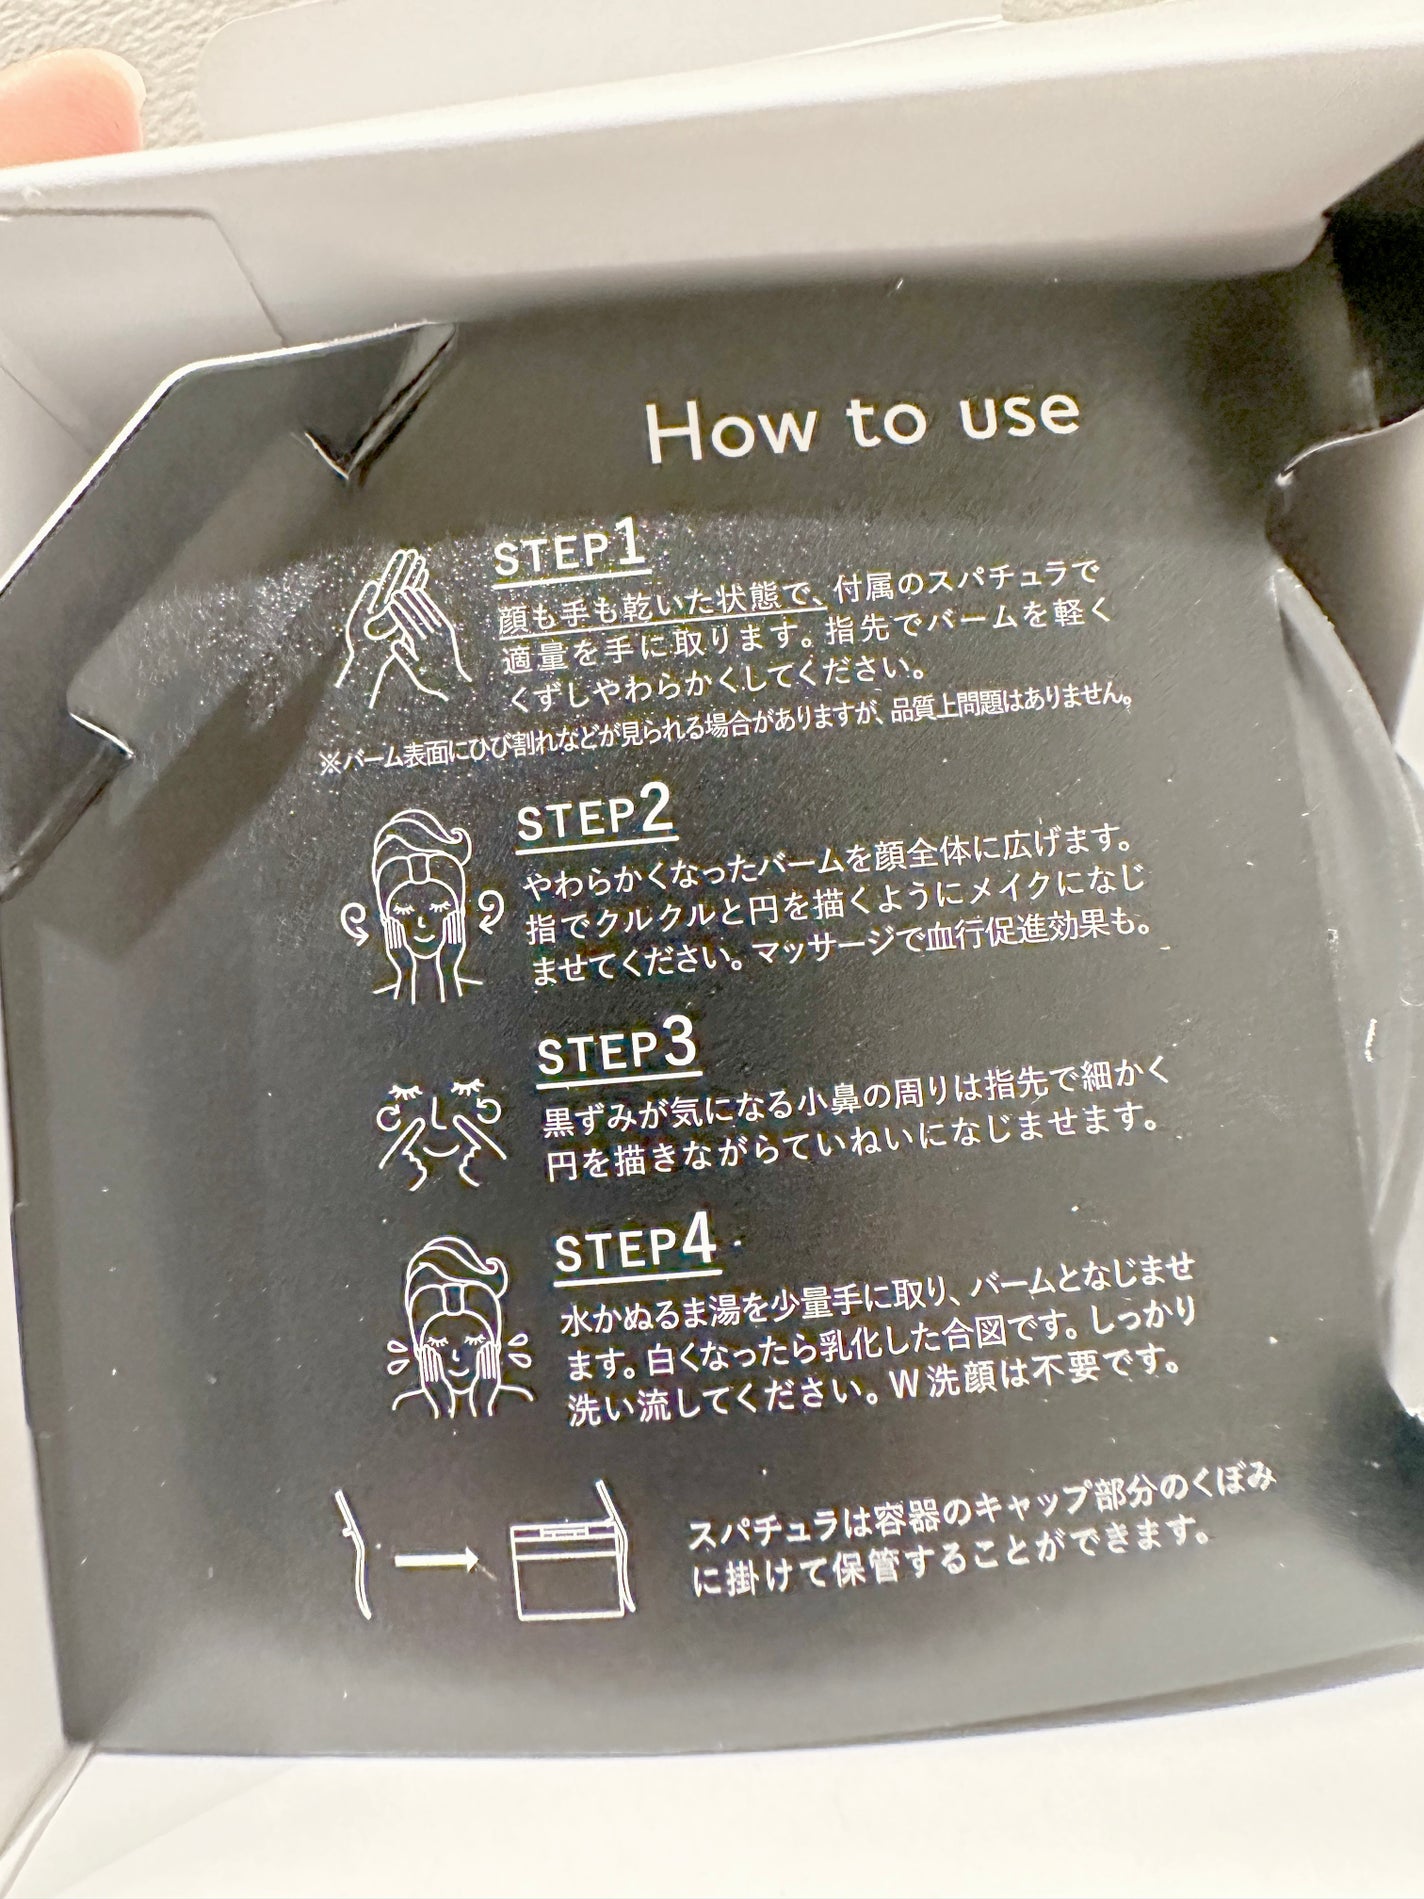 How to use
STEP1
顔も手も乾いた状態で、付属のスパチュラで
適量を手に取ります。指先でバームを軽く
くずしやわらかくしてください。
※バーム表面にひび割れなどが見られる場合がありますが、品質上問題はありません。
STEP2
やわらかくなったバームを顔全体に広げます。
指でクルクルと円を描くようにメイクになじ
ませてください。マッサージで血行促進効果も。
STEP3
黒ずみが気になる小鼻の周りは指先で細かく
円を描きながらていねいになじませます。
STEP4
水かぬるま湯を少量手に取り、バームとなじませ
ます。白くなったら乳化した合図です。しっかり
洗い流してください。W洗顔は不要です。
スパチュラは容器のキャップ部分のくぼみ
に掛けて保管することができます。